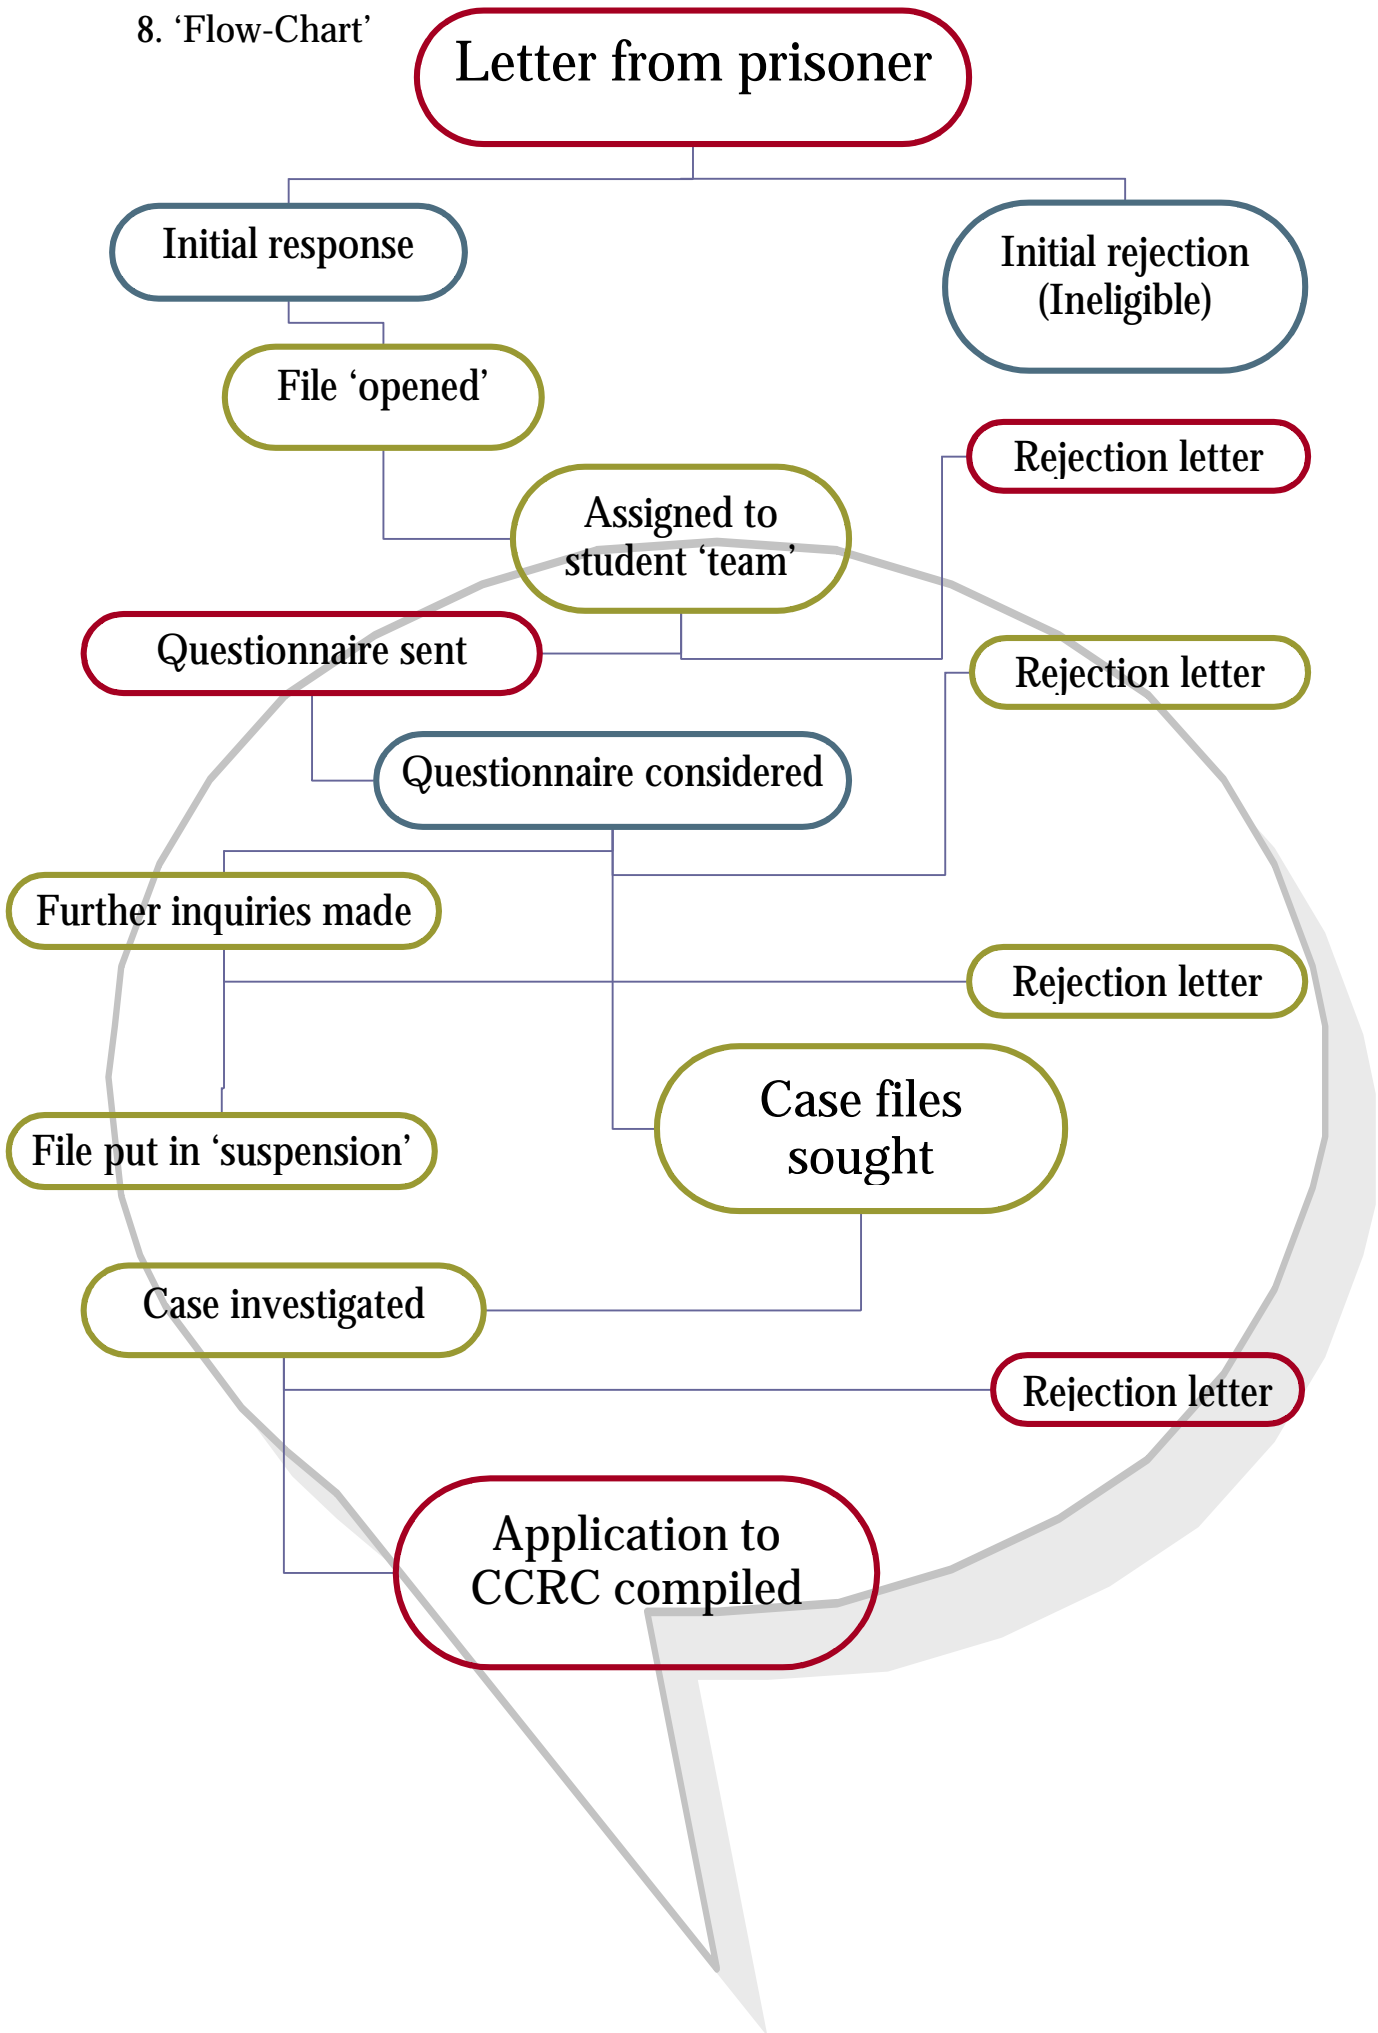 8. ‘Flow-Chart’
Letter from prisoner
Initial response
Initial rejection
(Ineligible)
File ‘opened’
Rejection letter
Assigned to
student ‘team’
Questionnaire sent
Rejection letter
Questionnaire considered
Further inquiries made
Rejection letter
Case files
sought
File put in ‘suspension’
Case investigated
Rejection letter
Application to
CCRC compiled